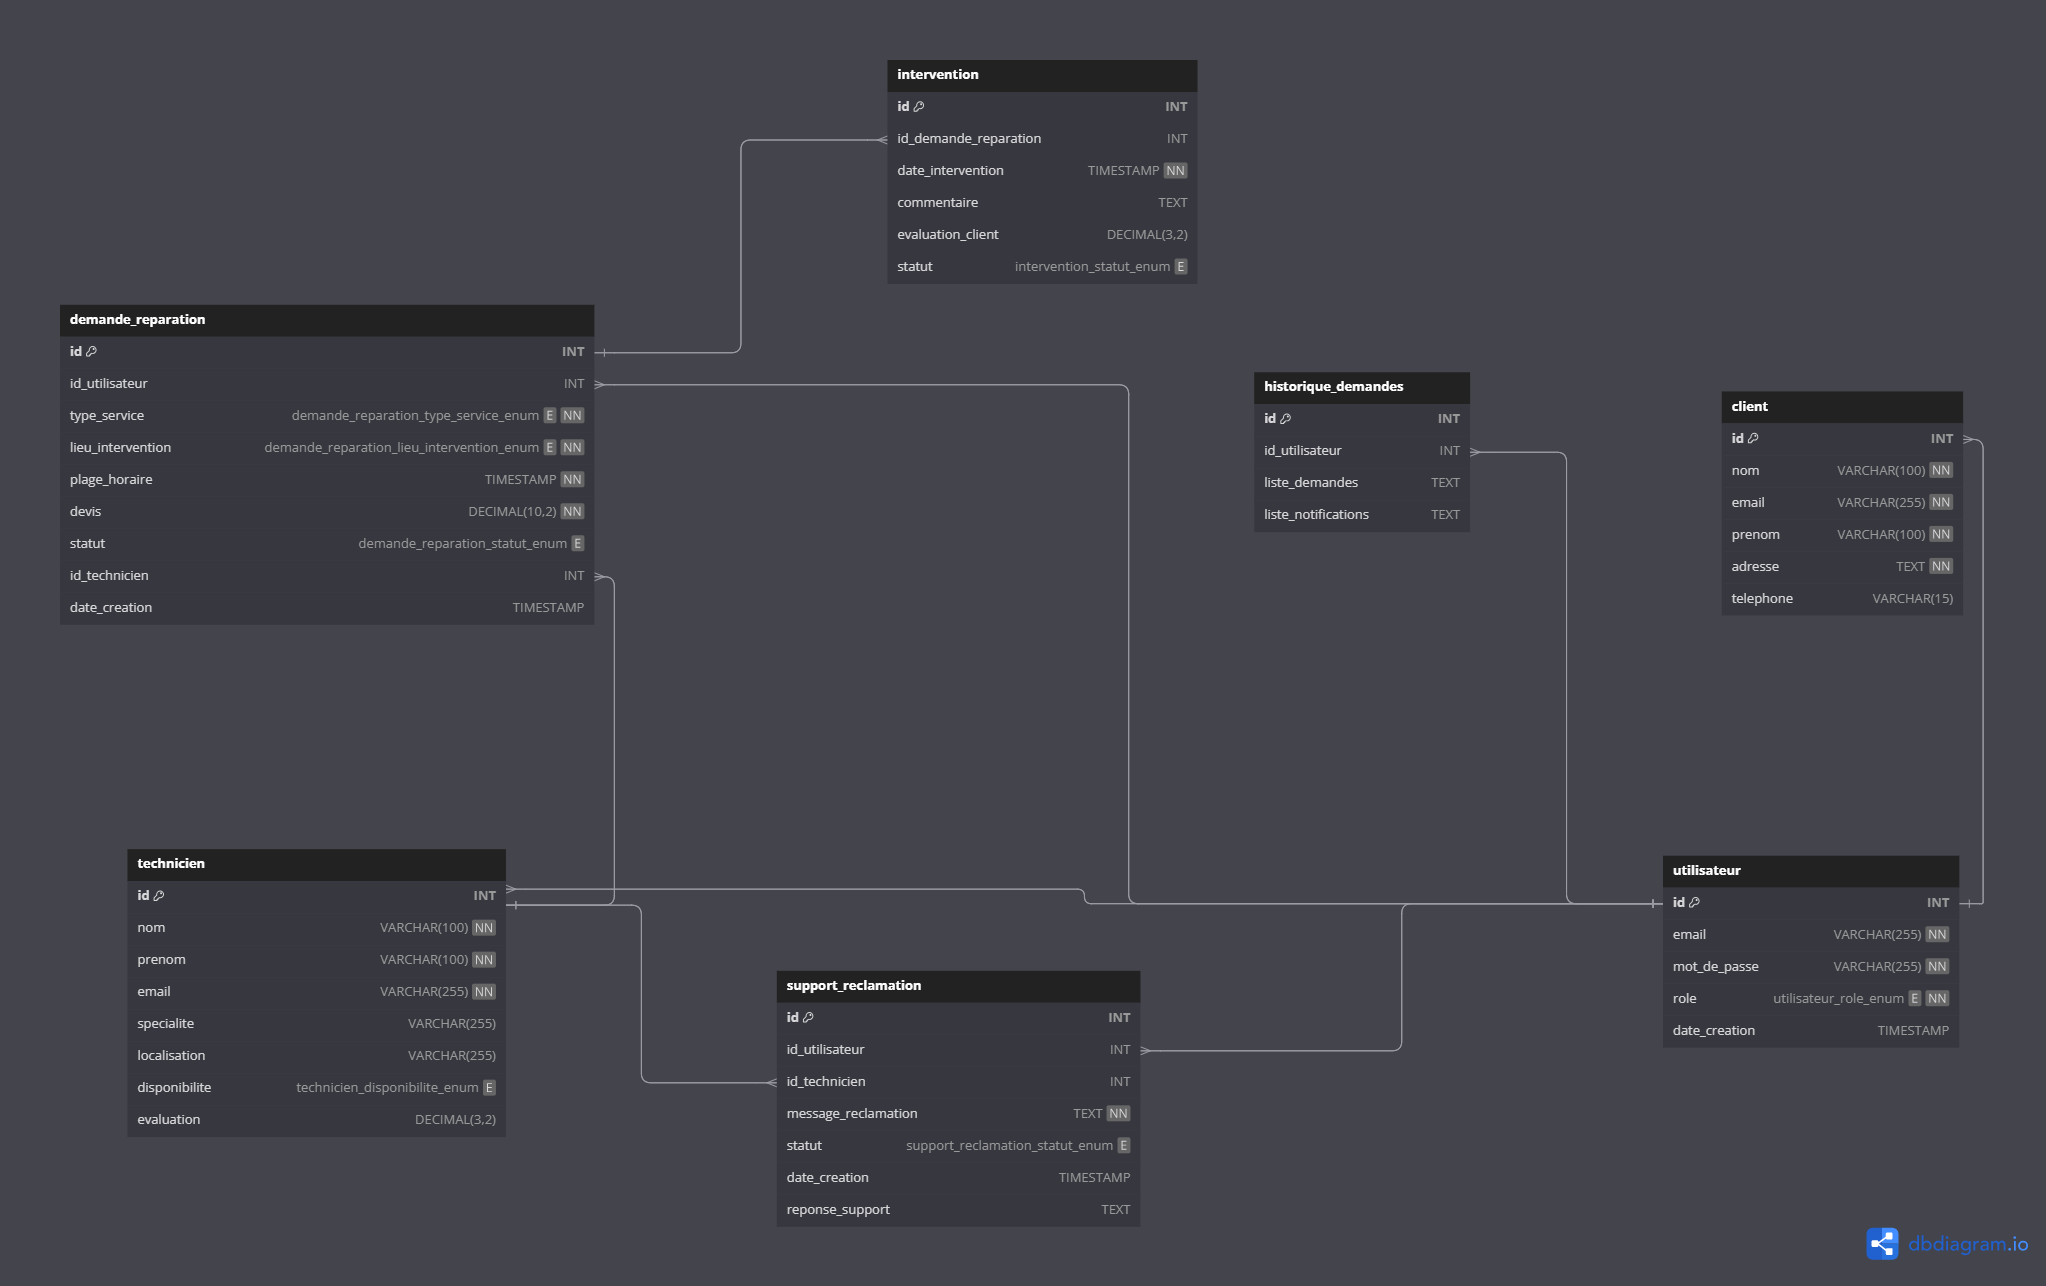 intervention
id INT
id_demande_reparation INT
date_intervention TIMESTAMP NN
commentaire TEXT
evaluation_client DECIMAL(3,2)
statut intervention_statut_enum E
demande_reparation
id INT
id_utilisateur INT
type_service demande_reparation_type_service_enum E NN
lieu_intervention demande_reparation_lieu_intervention_enum E NN
plage_horaire TIMESTAMP NN
devis DECIMAL(10,2) NN
statut demande_reparation_statut_enum E
id_technicien INT
date_creation TIMESTAMP
historique_demandes
id INT
id_utilisateur INT
liste_demandes TEXT
liste_notifications TEXT
client
id INT
nom VARCHAR(100) NN
email VARCHAR(255) NN
prenom VARCHAR(100) NN
adresse TEXT NN
telephone VARCHAR(15)
technicien
id INT
nom VARCHAR(100) NN
prenom VARCHAR(100) NN
email VARCHAR(255) NN
specialite VARCHAR(255)
localisation VARCHAR(255)
disponibilite technicien_disponibilite_enum E
evaluation DECIMAL(3,2)
support_reclamation
id INT
id_utilisateur INT
id_technicien INT
message_reclamation TEXT NN
statut support_reclamation_statut_enum E
date_creation TIMESTAMP
reponse_support TEXT
utilisateur
id INT
email VARCHAR(255) NN
mot_de_passe VARCHAR(255) NN
role utilisateur_role_enum E NN
date_creation TIMESTAMP
dbdiagram.io